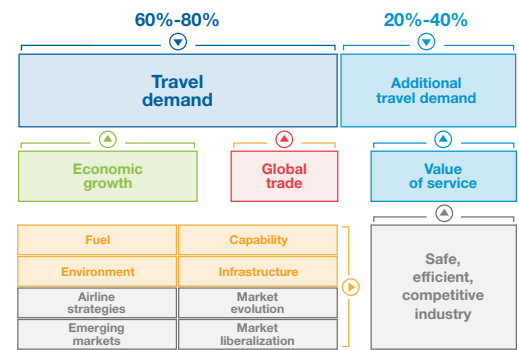 60%-80%
20%-40%
Travel
demand
Additional
travel demand
Economic
growth
Global
trade
Value
of service
Fuel
Capability
Environment
Infrastructure
Airline
strategies
Market
evolution
Emerging
markets
Market
liberalization
Safe,
efficient,
competitive
industry